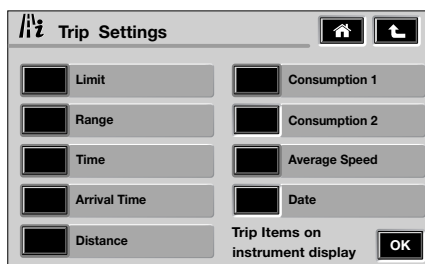 Trip Settings
Limit
Range
Time
Arrival Time
Distance
Consumption 1
Consumption 2
Average Speed
Date
Trip Items on
instrument display
OK